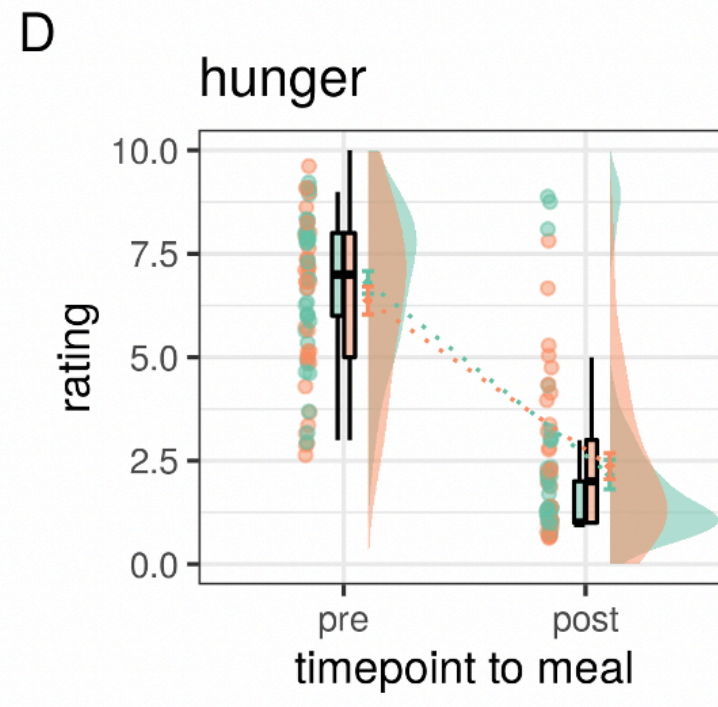 D
hunger
10.0
7.5
5.0
2.5
0.0
rating
pre post
timepoint to meal